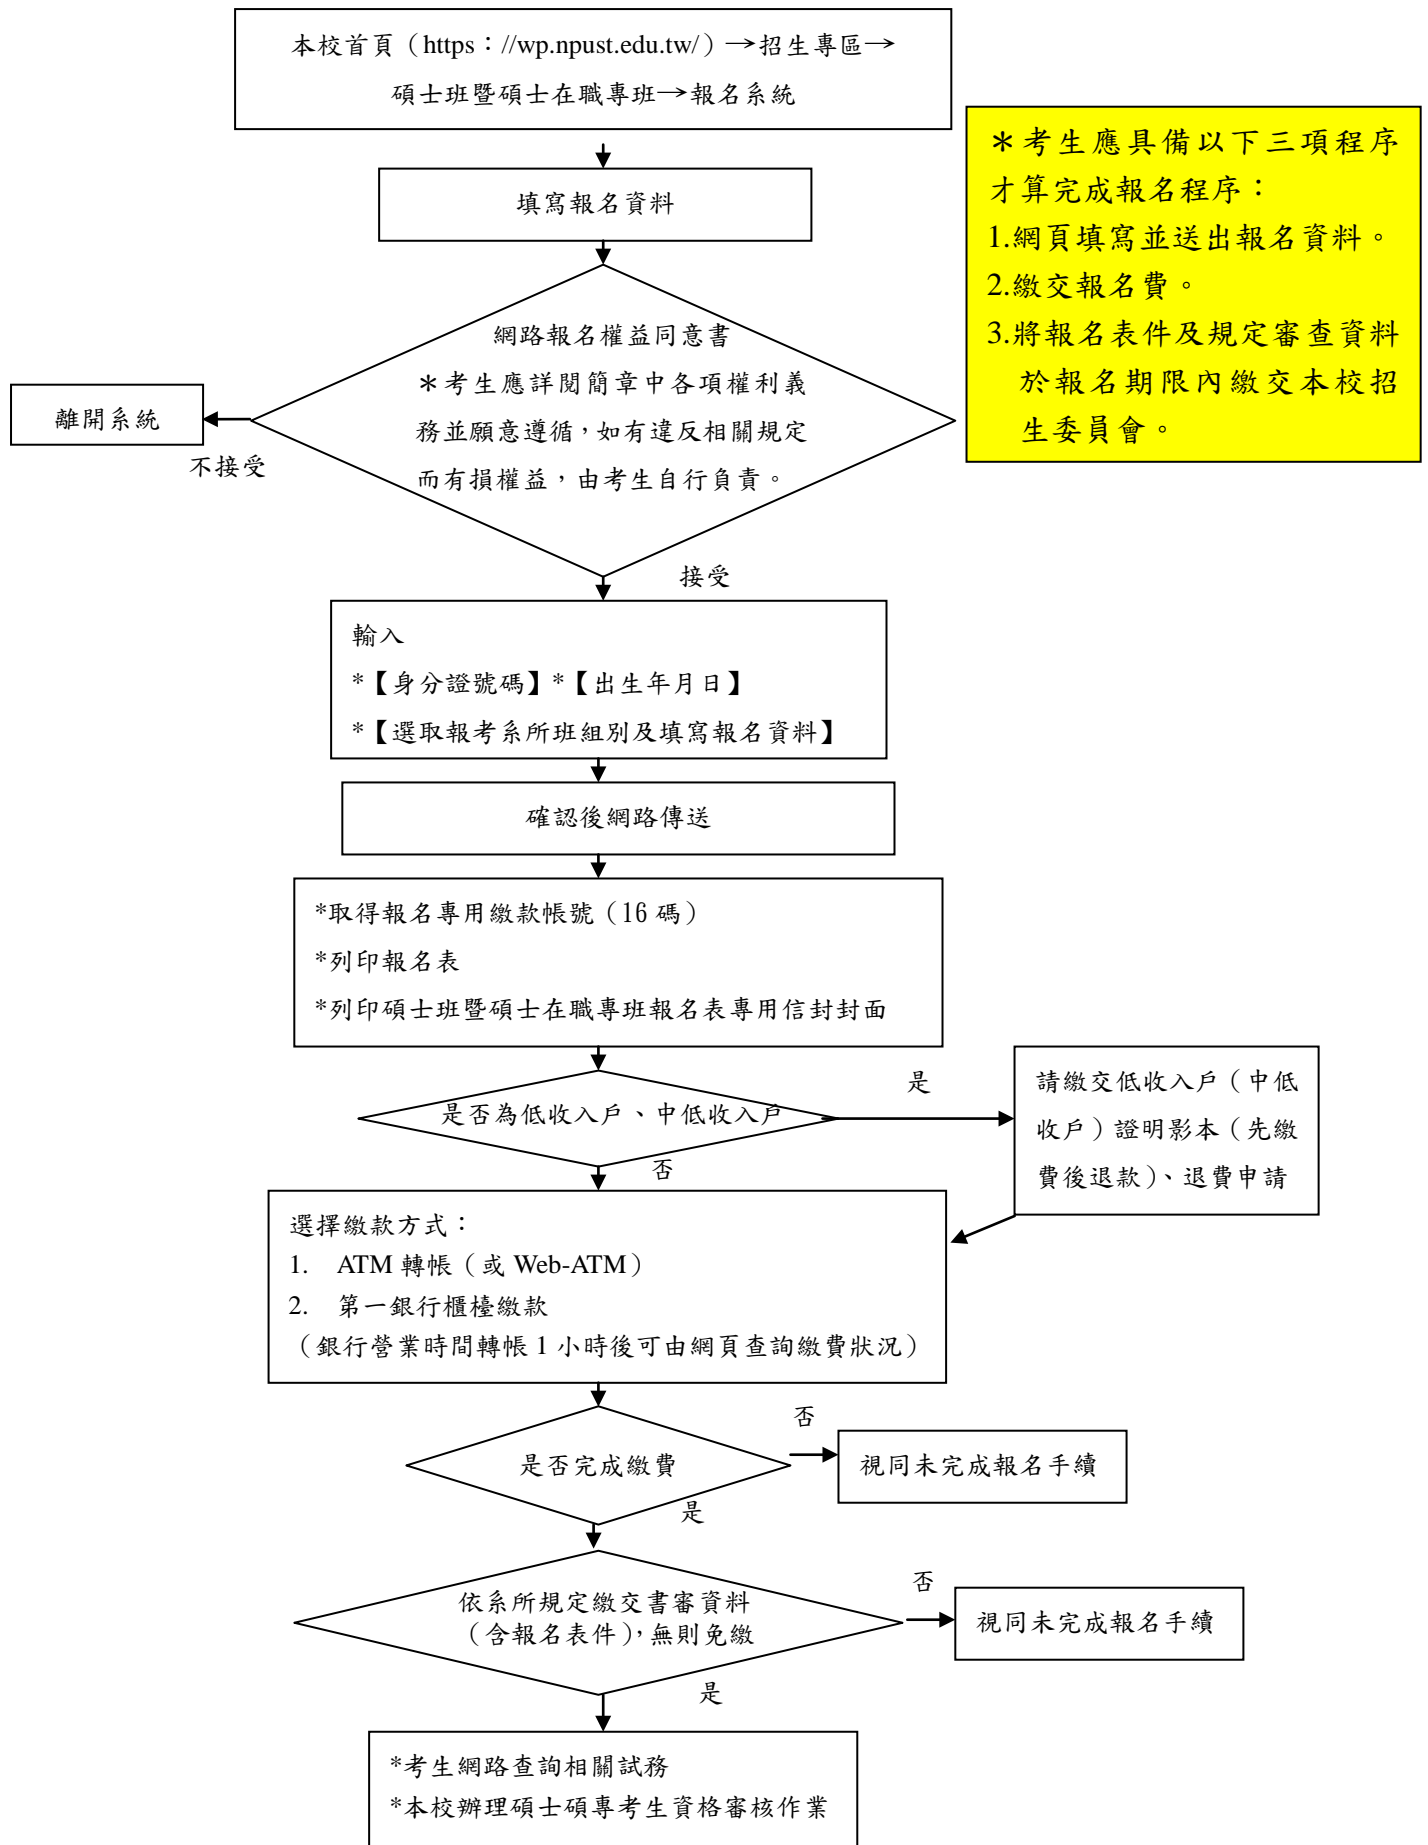 本校首頁（https：//wp.npust.edu.tw/）→招生專區→
碩士班暨碩士在職專班→報名系統
＊考生應具備以下三項程序
才算完成報名程序：
1.網頁填寫並送出報名資料。
2.繳交報名費。
3.將報名表件及規定審查資料
於報名期限內繳交本校招
生委員會。
填寫報名資料
網路報名權益同意書
＊考生應詳閱簡章中各項權利義
務並願意遵循，如有違反相關規定
而有損權益，由考生自行負責。
離開系統
不接受
接受
輸入
*【身分證號碼】*【出生年月日】
*【選取報考系所班組別及填寫報名資料】
確認後網路傳送
*取得報名專用繳款帳號（16 碼）
*列印報名表
*列印碩士班暨碩士在職專班報名表專用信封封面
是否為低收入戶、中低收入戶
是
請繳交低收入戶（中低
收戶）證明影本（先繳
費後退款）、退費申請
否
選擇繳款方式：
1. ATM 轉帳（或 Web-ATM）
2. 第一銀行櫃檯繳款
（銀行營業時間轉帳 1 小時後可由網頁查詢繳費狀況）
是否完成繳費
否
視同未完成報名手續
是
依系所規定繳交書審資料
（含報名表件），無則免繳
否
視同未完成報名手續
是
*考生網路查詢相關試務
*本校辦理碩士碩專考生資格審核作業